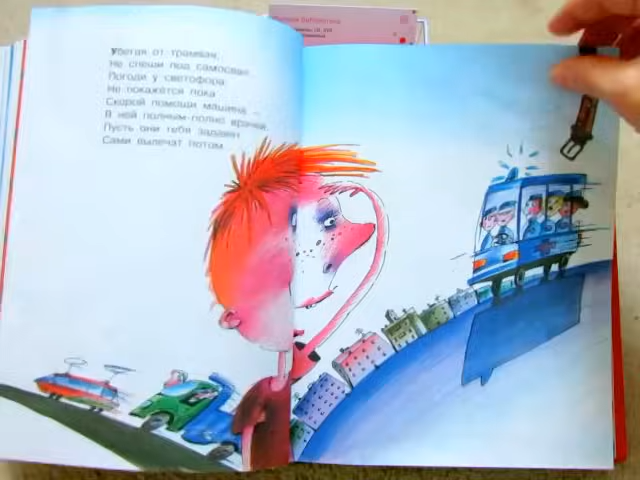 Убегая от трамвая,
Не спеши под самосвал.
Погоди у светофора,
Не покажется пока
Скорой помощи машина –
В ней полным-полно врачей,
Пусть они тебя задавят
Сами вылечат потом.